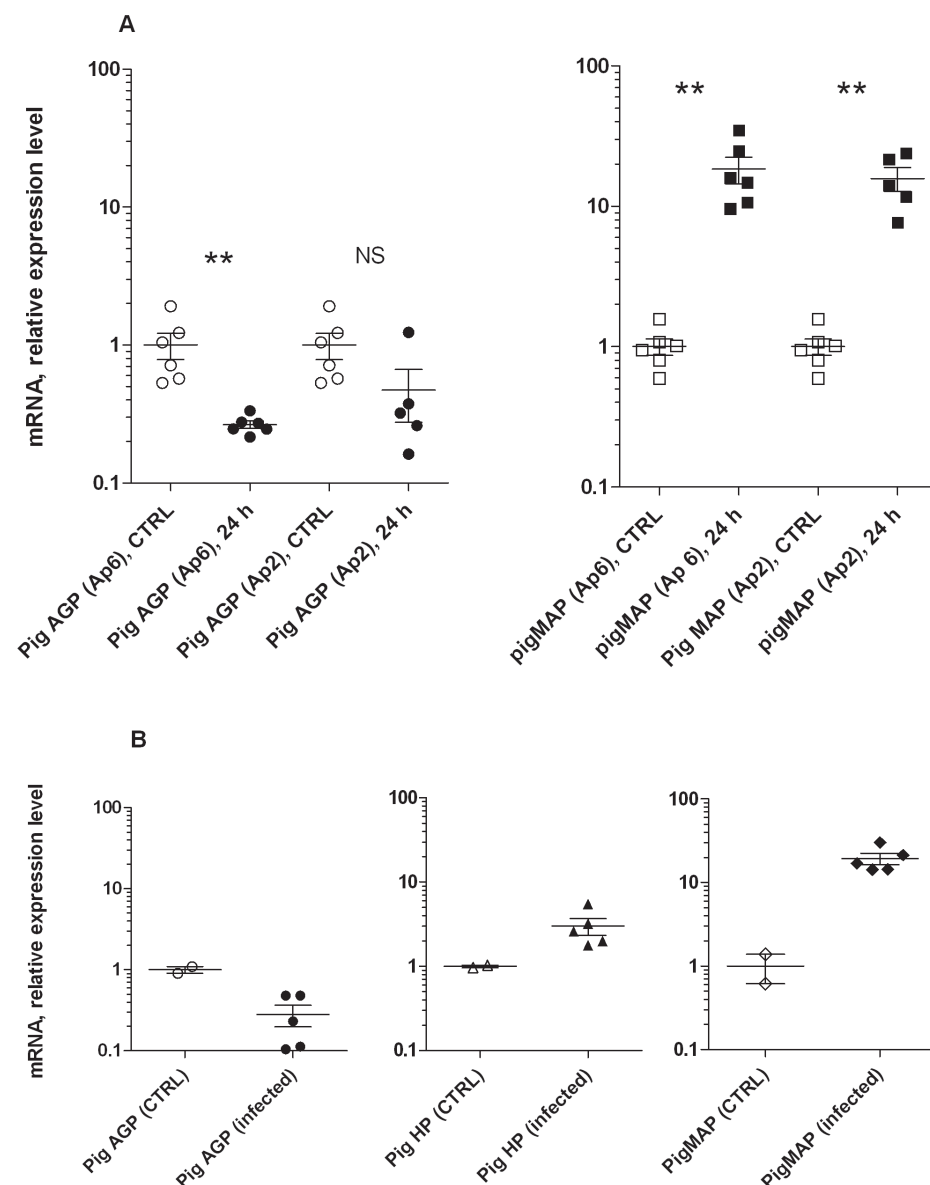 A
mRNA, relative expression level
100
10
1
0.1
**
NS
Pig AGP (Ap6), CTRL
Pig AGP (Ap6), 24 h
Pig AGP (Ap2), CTRL
Pig AGP (Ap2), 24 h
100
10
1
0.1
**
**
pigMAP (Ap6), CTRL
pigMAP (Ap 6), 24 h
Pig MAP (Ap2), CTRL
pigMAP (Ap2), 24 h
B
mRNA, relative expression level
100
10
1
0.1
Pig AGP (CTRL)
Pig AGP (infected)
100
10
1
0.1
Pig HP (CTRL)
Pig HP (infected)
100
10
1
0.1
PigMAP (CTRL)
PigMAP (infected)